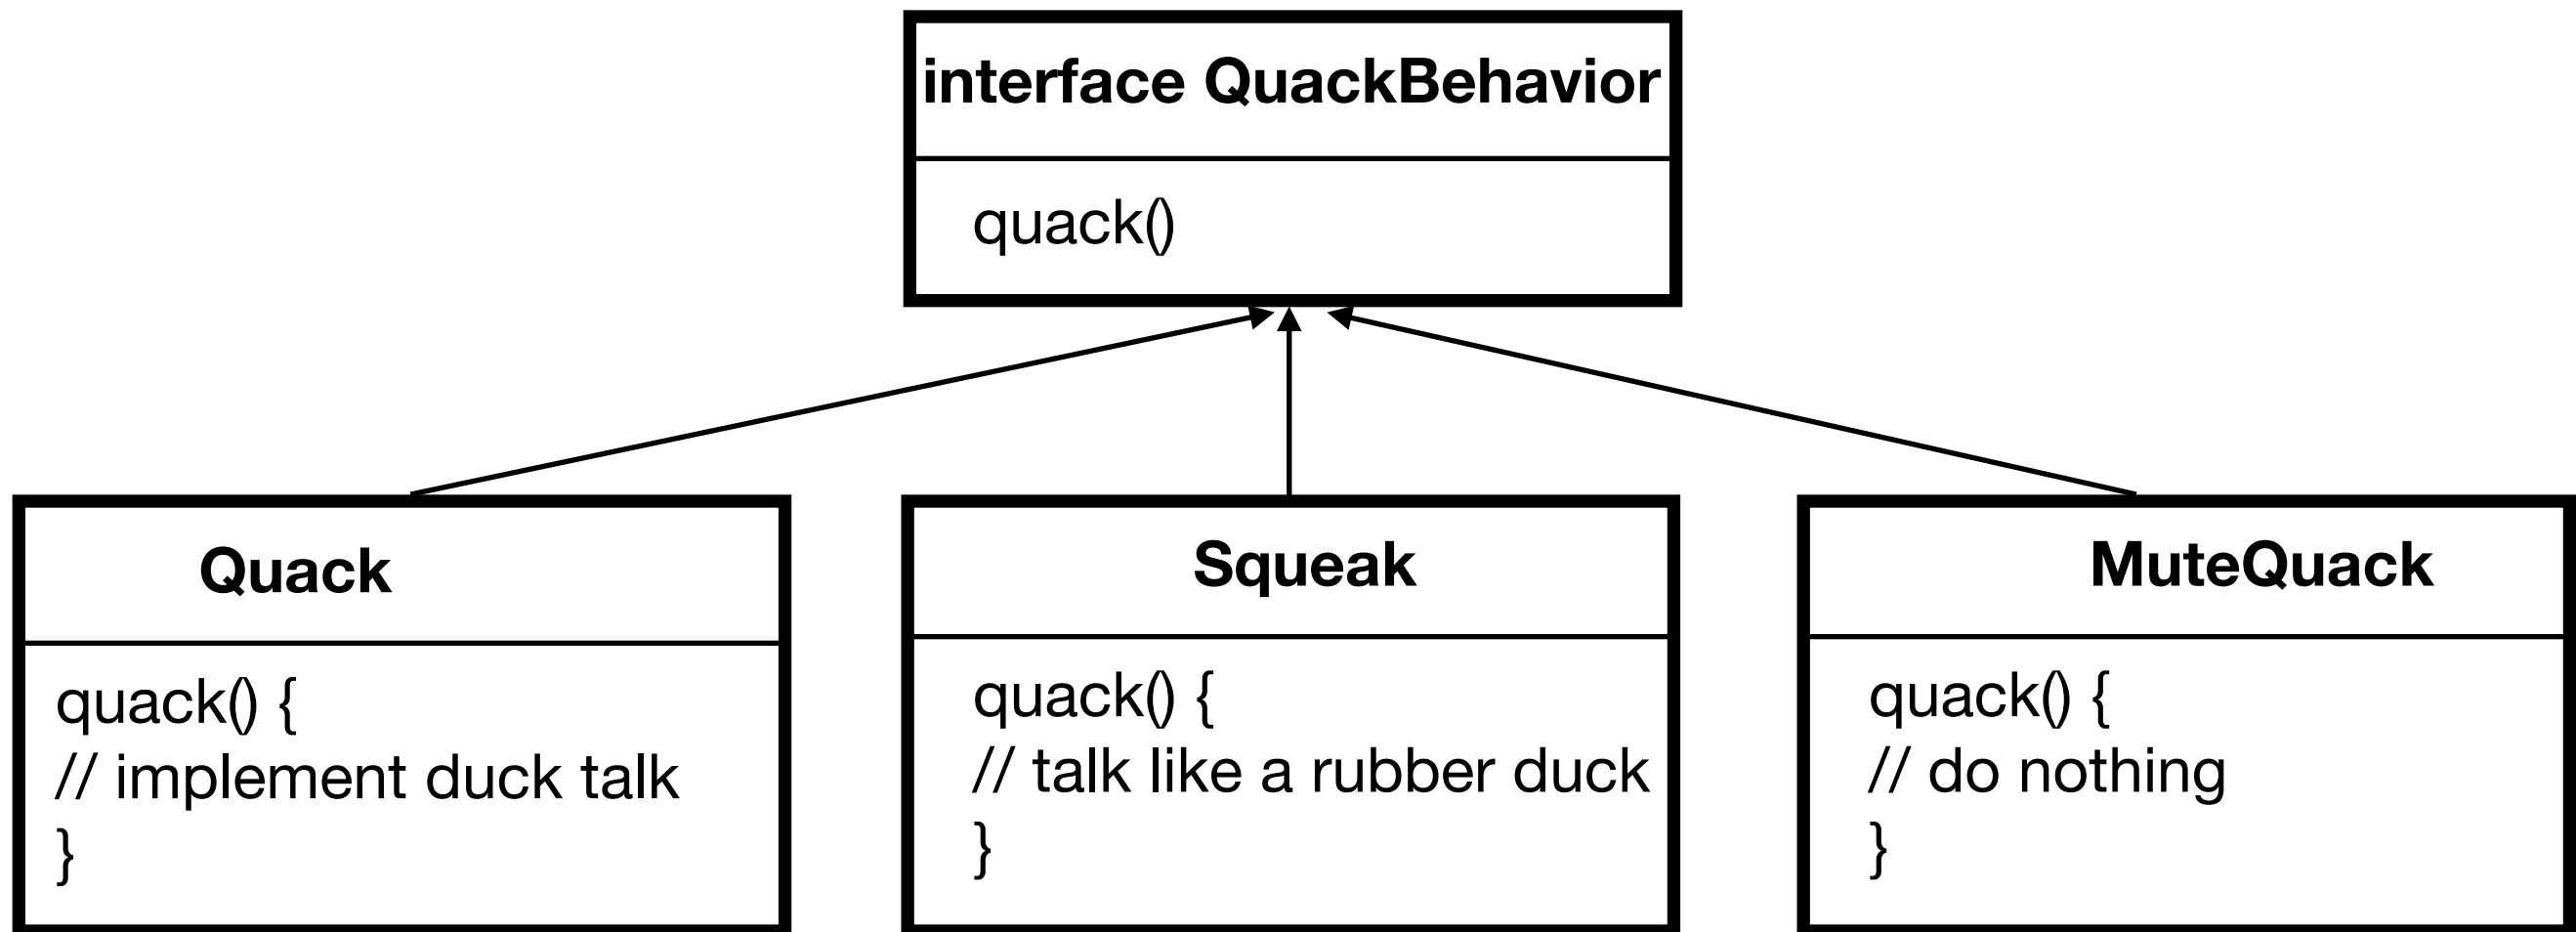 interface QuackBehavior
quack()
Quack
quack() {
// implement duck talk
}
Squeak
quack() {
// talk like a rubber duck
}
MuteQuack
quack() {
// do nothing
}